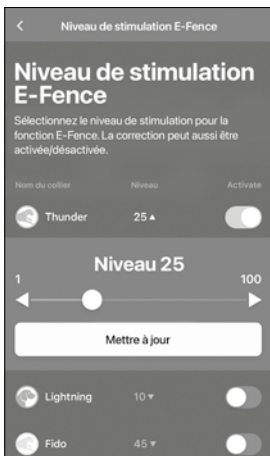 Niveau de stimulation E-Fence
Niveau de stimulation
E-Fence
Sélectionnez le niveau de stimulation pour la
fonction E-Fence. La correction peut aussi être
activée/désactivée.
Nom du collier Niveau Activate
Thunder 25 ▲
Niveau 25
1 100
Mettre à jour
Lightning 10 ▼
Fido 45 ▼